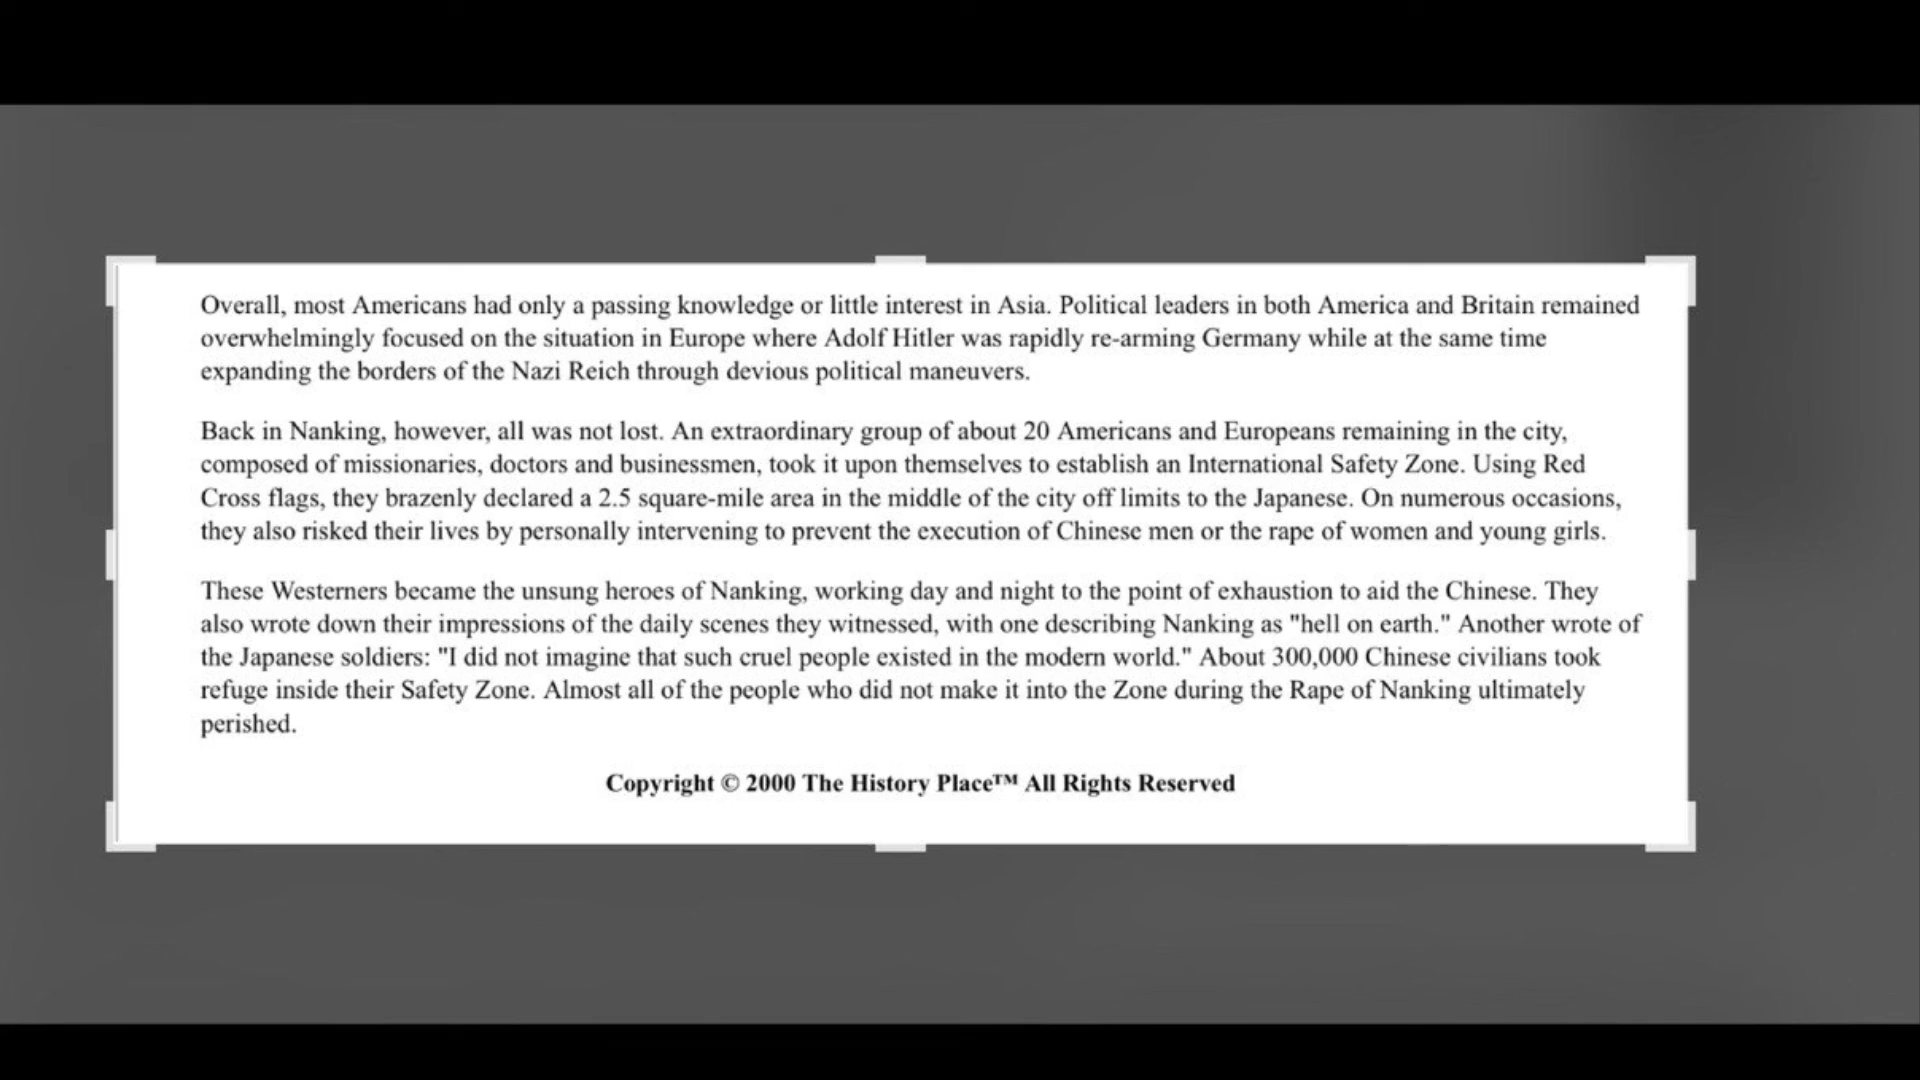 Overall, most Americans had only a passing knowledge or little interest in Asia. Political leaders in both America and Britain remained
overwhelmingly focused on the situation in Europe where Adolf Hitler was rapidly re-arming Germany while at the same time
expanding the borders of the Nazi Reich through devious political maneuvers.
Back in Nanking, however, all was not lost. An extraordinary group of about 20 Americans and Europeans remaining in the city,
composed of missionaries, doctors and businessmen, took it upon themselves to establish an International Safety Zone. Using Red
Cross flags, they brazenly declared a 2.5 square-mile area in the middle of the city off limits to the Japanese. On numerous occasions,
they also risked their lives by personally intervening to prevent the execution of Chinese men or the rape of women and young girls.
These Westerners became the unsung heroes of Nanking, working day and night to the point of exhaustion to aid the Chinese. They
also wrote down their impressions of the daily scenes they witnessed, with one describing Nanking as "hell on earth." Another wrote of
the Japanese soldiers: "I did not imagine that such cruel people existed in the modern world." About 300,000 Chinese civilians took
refuge inside their Safety Zone. Almost all of the people who did not make it into the Zone during the Rape of Nanking ultimately
perished.
Copyright © 2000 The History Place™ All Rights Reserved